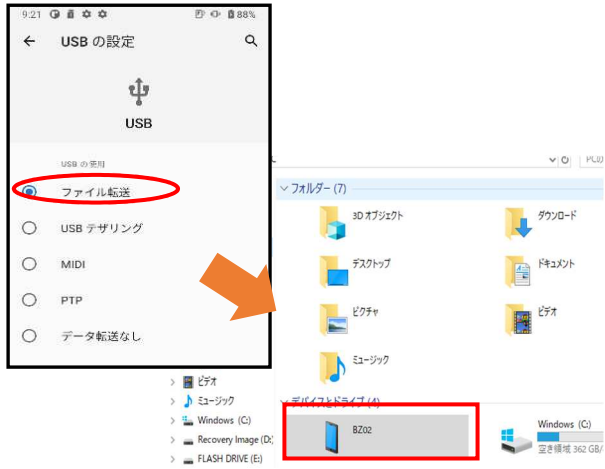 9:21
88%
USB の設定
USB
USB の使用
ファイル転送
USB テザリング
MIDI
PTP
データ転送なし
フォルダー (7)
3D オブジェクト
ダウンロード
デスクトップ
ドキュメント
ピクチャ
ビデオ
ミュージック
デバイスとドライブ (4)
BZ02
Windows (C:)
空き領域 362 GB/
ビデオ
ミュージック
Windows (C:)
Recovery Image (D:
FLASH DRIVE (E:)